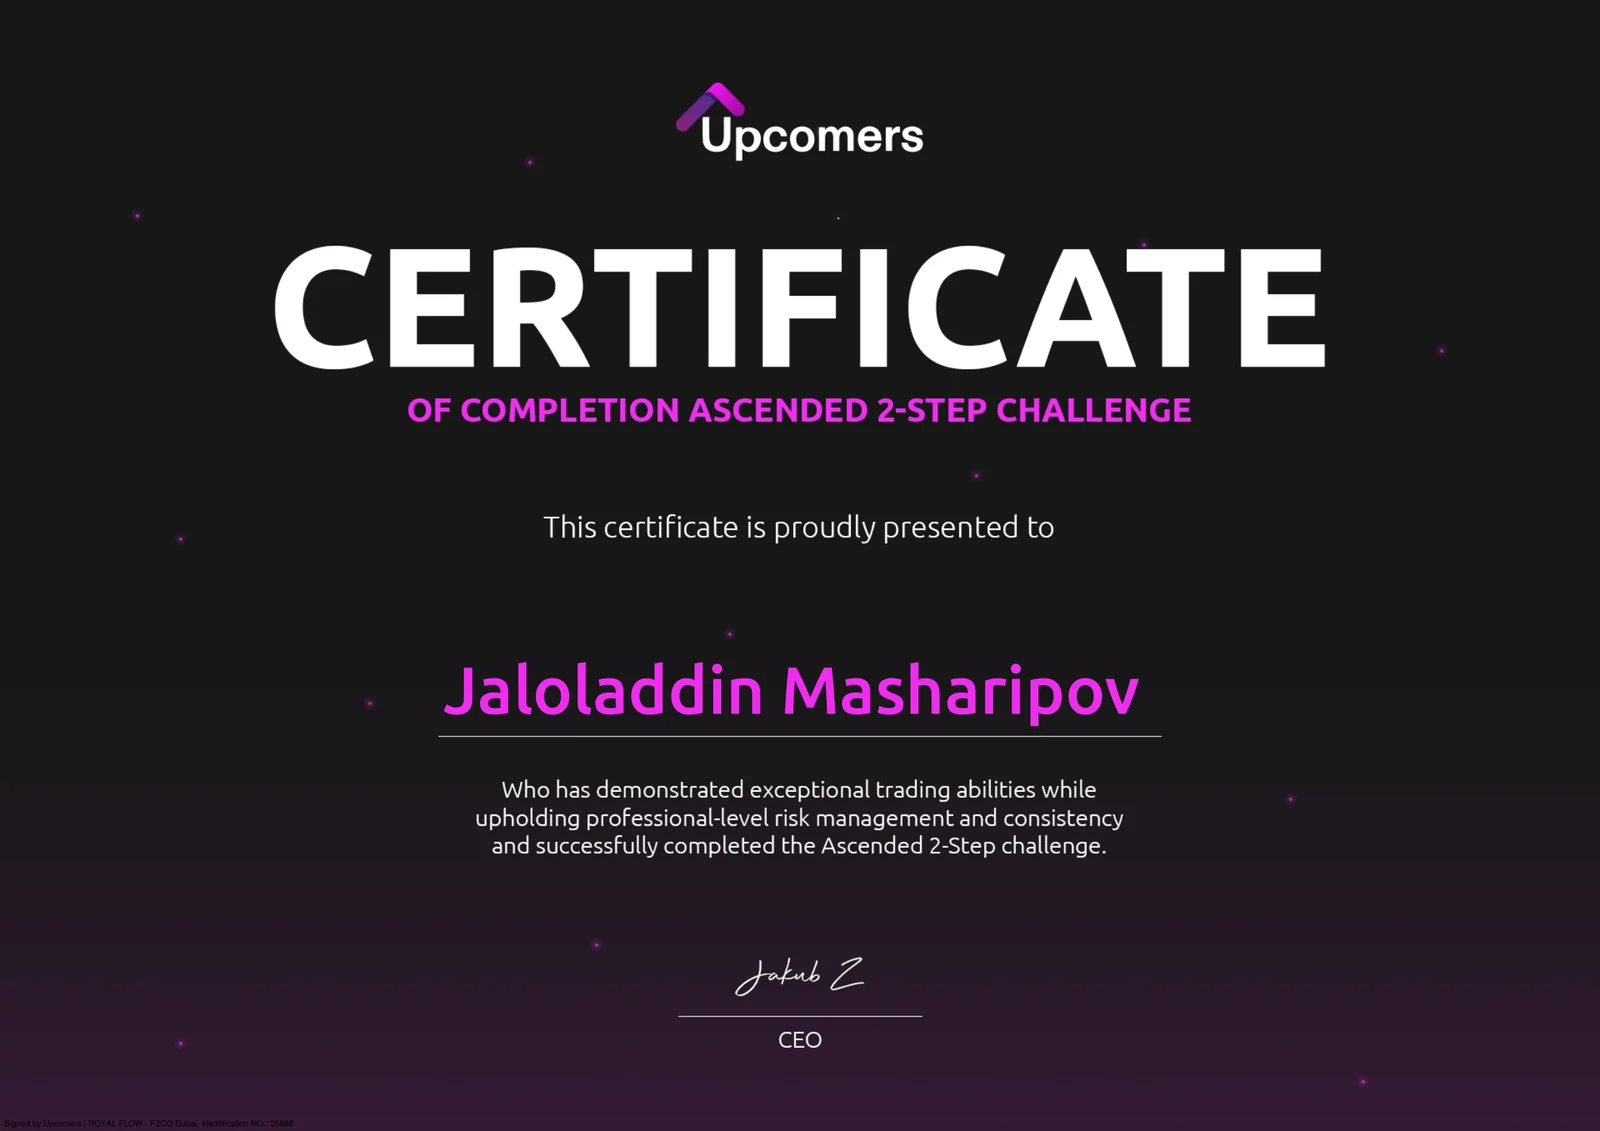 Upcomers
CERTIFICATE
OF COMPLETION ASCENDED 2-STEP CHALLENGE
This certificate is proudly presented to
Jaloladdin Masharipov
Who has demonstrated exceptional trading abilities while
upholding professional-level risk management and consistency
and successfully completed the Ascended 2-Step challenge.
Jakub Z
CEO
Signed by Upcomers | ROYAL FLOW - FZCO Dubai, Identification NO. 35886